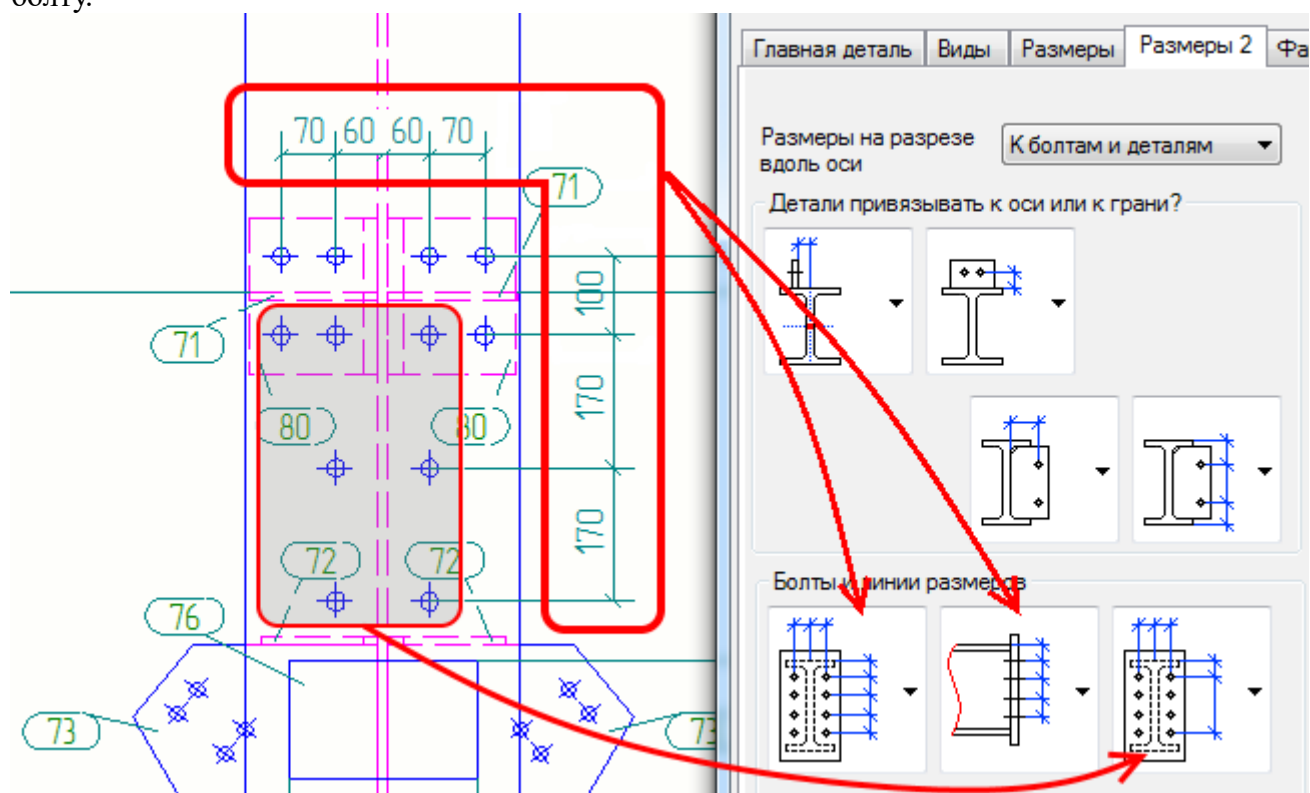 болту.
Главная деталь Виды Размеры Размеры 2 Фа
70 60 60 70
71
100
71
170
80 80
170
72 72
76
73 73
Размеры на разрезе
вдоль оси
К болтам и деталям
Детали привязывать к оси или к грани?
Болты и линии размеров